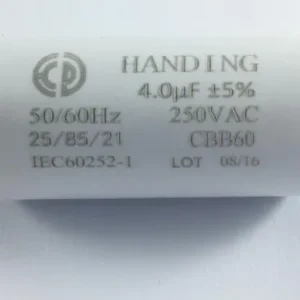 HANDING
4.0µF ±5%
50/60Hz 250VAC
25/85/21 CBB60
IEC60252-1 LOT 08/16